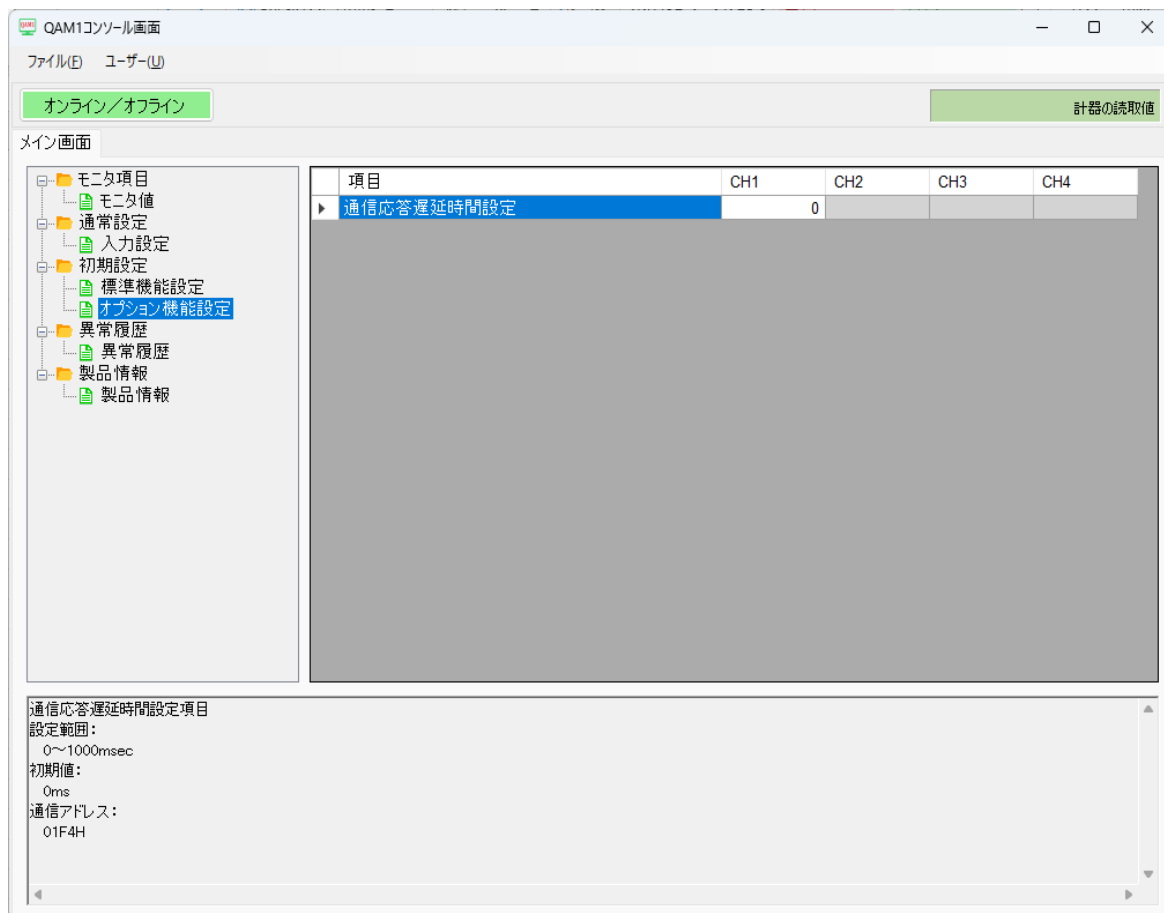 QAM1コンソール画面
ファイル(F) ユーザー(U)
オンライン／オフライン
計器の読取値
メイン画面
モニタ項目
モニタ値
通常設定
入力設定
初期設定
標準機能設定
オプション機能設定
異常履歴
異常履歴
製品情報
製品情報
項目 CH1 CH2 CH3 CH4
通信応答遅延時間設定 0
通信応答遅延時間設定項目
設定範囲：
0～1000msec
初期値：
0ms
通信アドレス：
01F4H